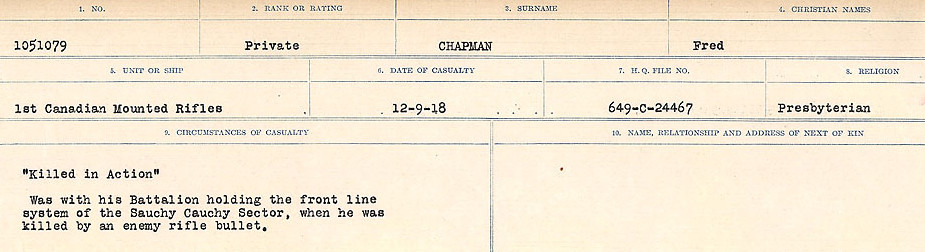 1. NO. 2. RANK OR RATING 3. SURNAME 4. CHRISTIAN NAMES
1051079 Private CHAPMAN Fred
5. UNIT OR SHIP 6. DATE OF CASUALTY 7. H. Q. FILE NO. 8. RELIGION
1st Canadian Mounted Rifles 12-9-18 649-C-24467 Presbyterian
9. CIRCUMSTANCES OF CASUALTY 10. NAME, RELATIONSHIP AND ADDRESS OF NEXT OF KIN
"Killed in Action"
Was with his Battalion holding the front line
system of the Sauchy Cauchy Sector, when he was
killed by an enemy rifle bullet.